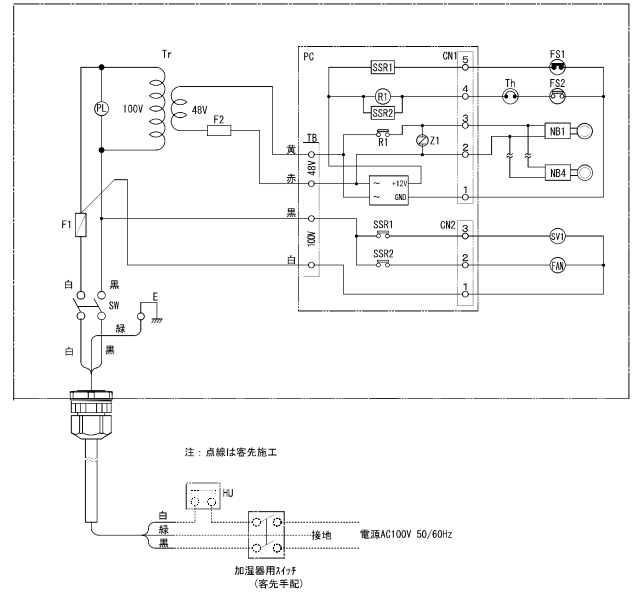 Tr
PL
100V
48V
F2
PC
CN1
5
FS1
SSR1
4
Th
FS2
R1
SSR2
3
R1
Z1
NB1
TB
黄
48V
2
赤
~ +12V
~ GND
NB4
1
黒
F1
100V
CN2
SSR1
3
SV1
SSR2
2
FAN
白
1
白
黒
SW
E
緑
白
黒
注:点線は客先施工
HU
白
緑
黒
接地
電源AC100V 50/60Hz
加湿器用スイッチ
(客先手配)